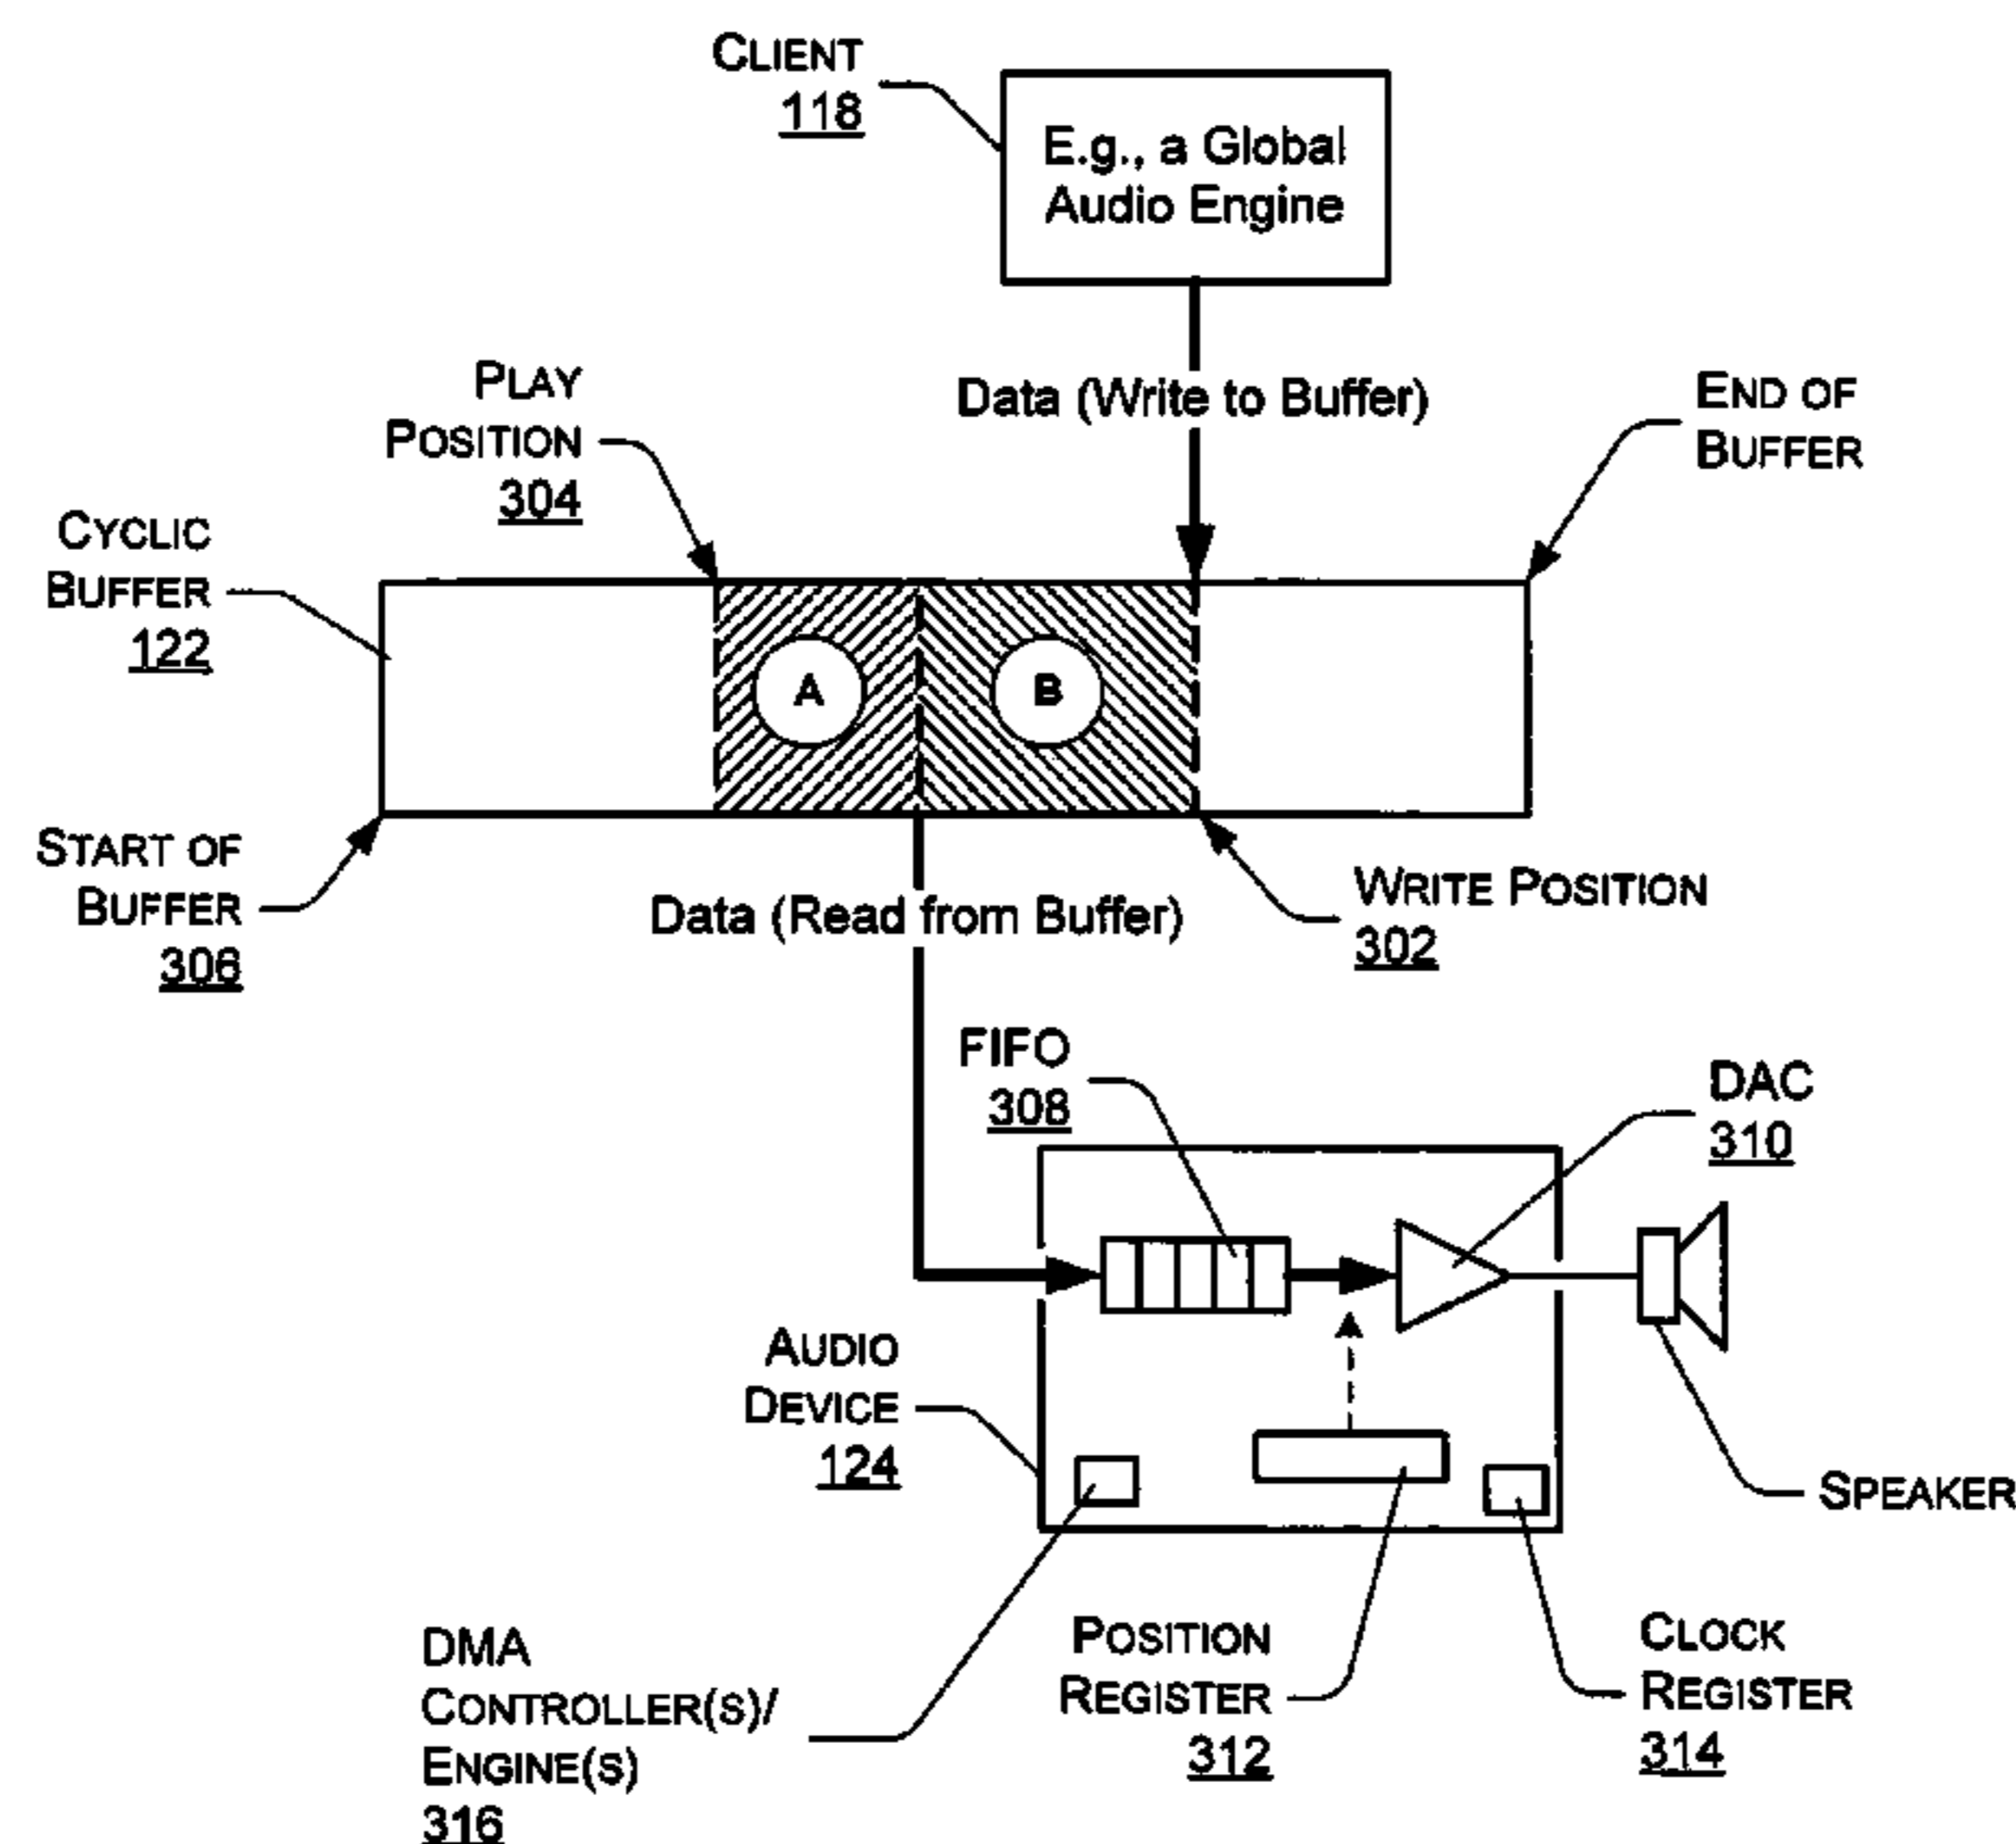 CLIENT
118
E.g., a Global
Audio Engine
PLAY
POSITION
304
Data (Write to Buffer)
END OF
BUFFER
CYCLIC
BUFFER
122
A
B
START OF
BUFFER
306
Data (Read from Buffer)
WRITE POSITION
302
FIFO
308
DAC
310
AUDIO
DEVICE
124
SPEAKER
DMA
CONTROLLER(S)/
ENGINE(S)
316
POSITION
REGISTER
312
CLOCK
REGISTER
314